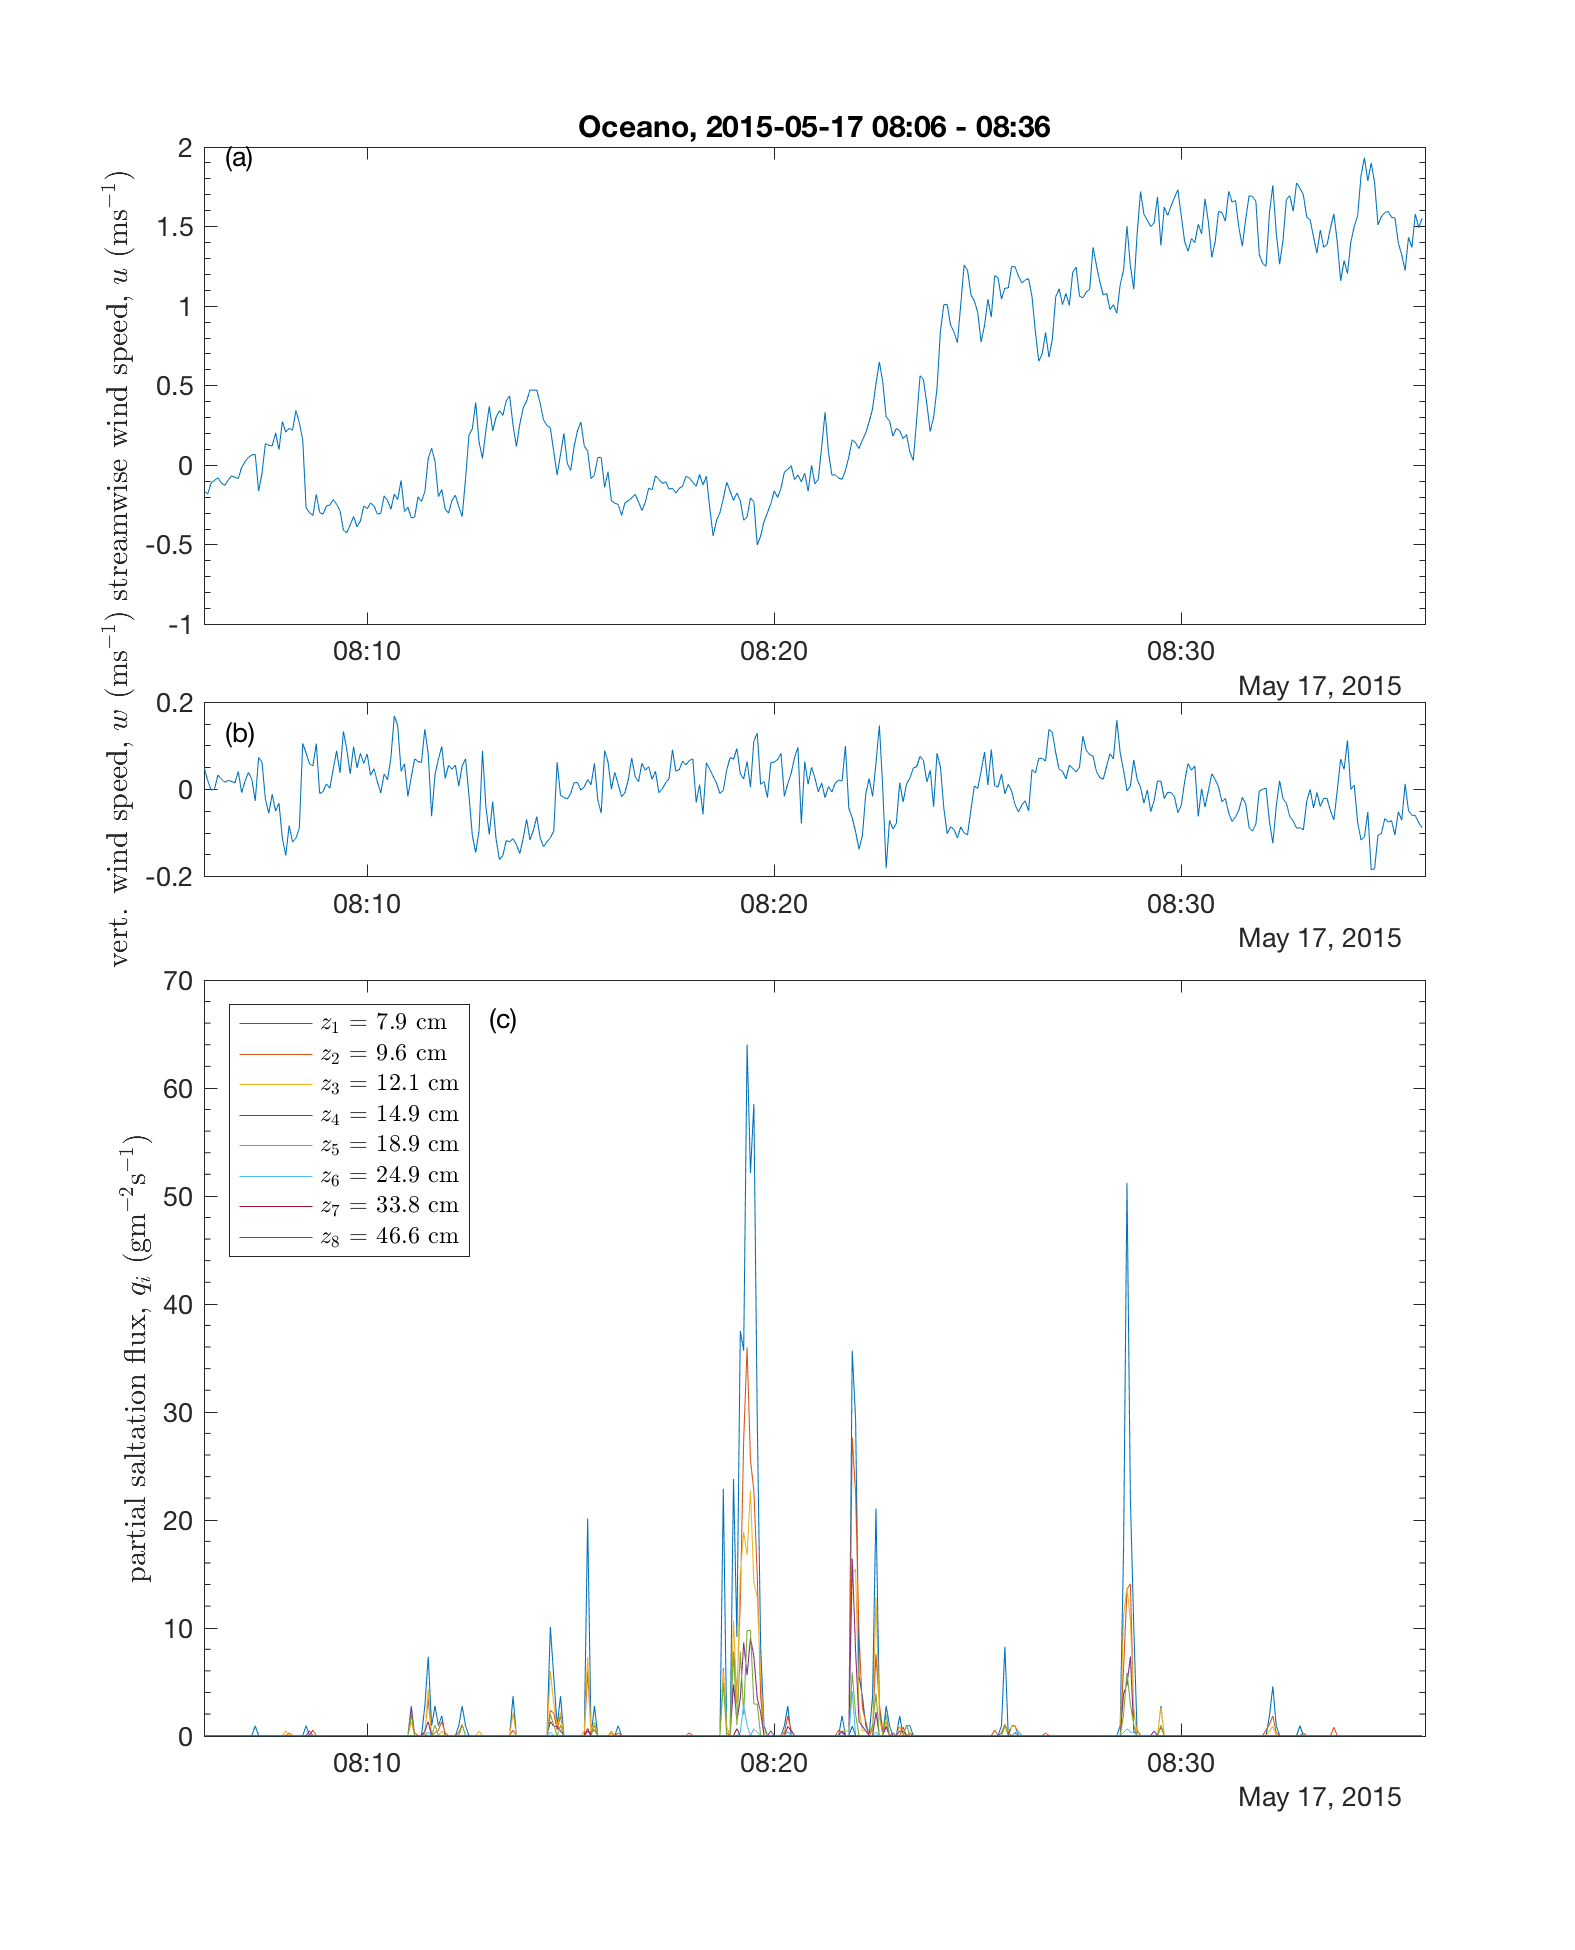 Oceano, 2015-05-17 08:06 - 08:36
(a)
streamwise wind speed, u (ms⁻¹)
2
1.5
1
0.5
0
-0.5
-1
08:10 08:20 08:30
May 17, 2015
(b)
vert. wind speed, w (ms⁻¹)
0.2
0
-0.2
08:10 08:20 08:30
May 17, 2015
(c)
partial saltation flux, qᵢ (gm⁻²s⁻¹)
70
60
50
40
30
20
10
0
z₁ = 7.9 cm
z₂ = 9.6 cm
z₃ = 12.1 cm
z₄ = 14.9 cm
z₅ = 18.9 cm
z₆ = 24.9 cm
z₇ = 33.8 cm
z₈ = 46.6 cm
08:10 08:20 08:30
May 17, 2015